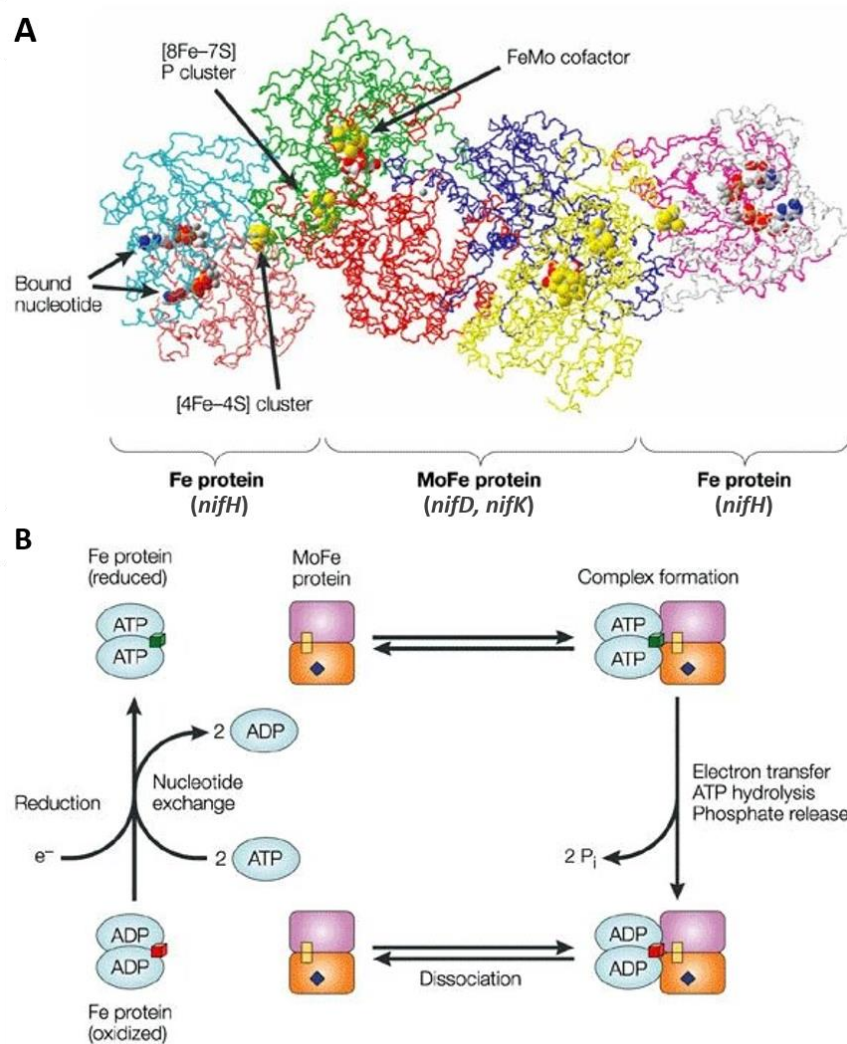 A
[8Fe–7S]
P cluster
FeMo cofactor
Bound
nucleotide
[4Fe–4S] cluster
Fe protein
(nifH)
MoFe protein
(nifD, nifK)
Fe protein
(nifH)
B
Fe protein
(reduced)
MoFe
protein
Complex formation
ATP
ATP
ATP
ATP
2 ADP
Reduction
Nucleotide
exchange
e–
2 ATP
Electron transfer
ATP hydrolysis
Phosphate release
2 Pi
ADP
ADP
ADP
ADP
Dissociation
Fe protein
(oxidized)